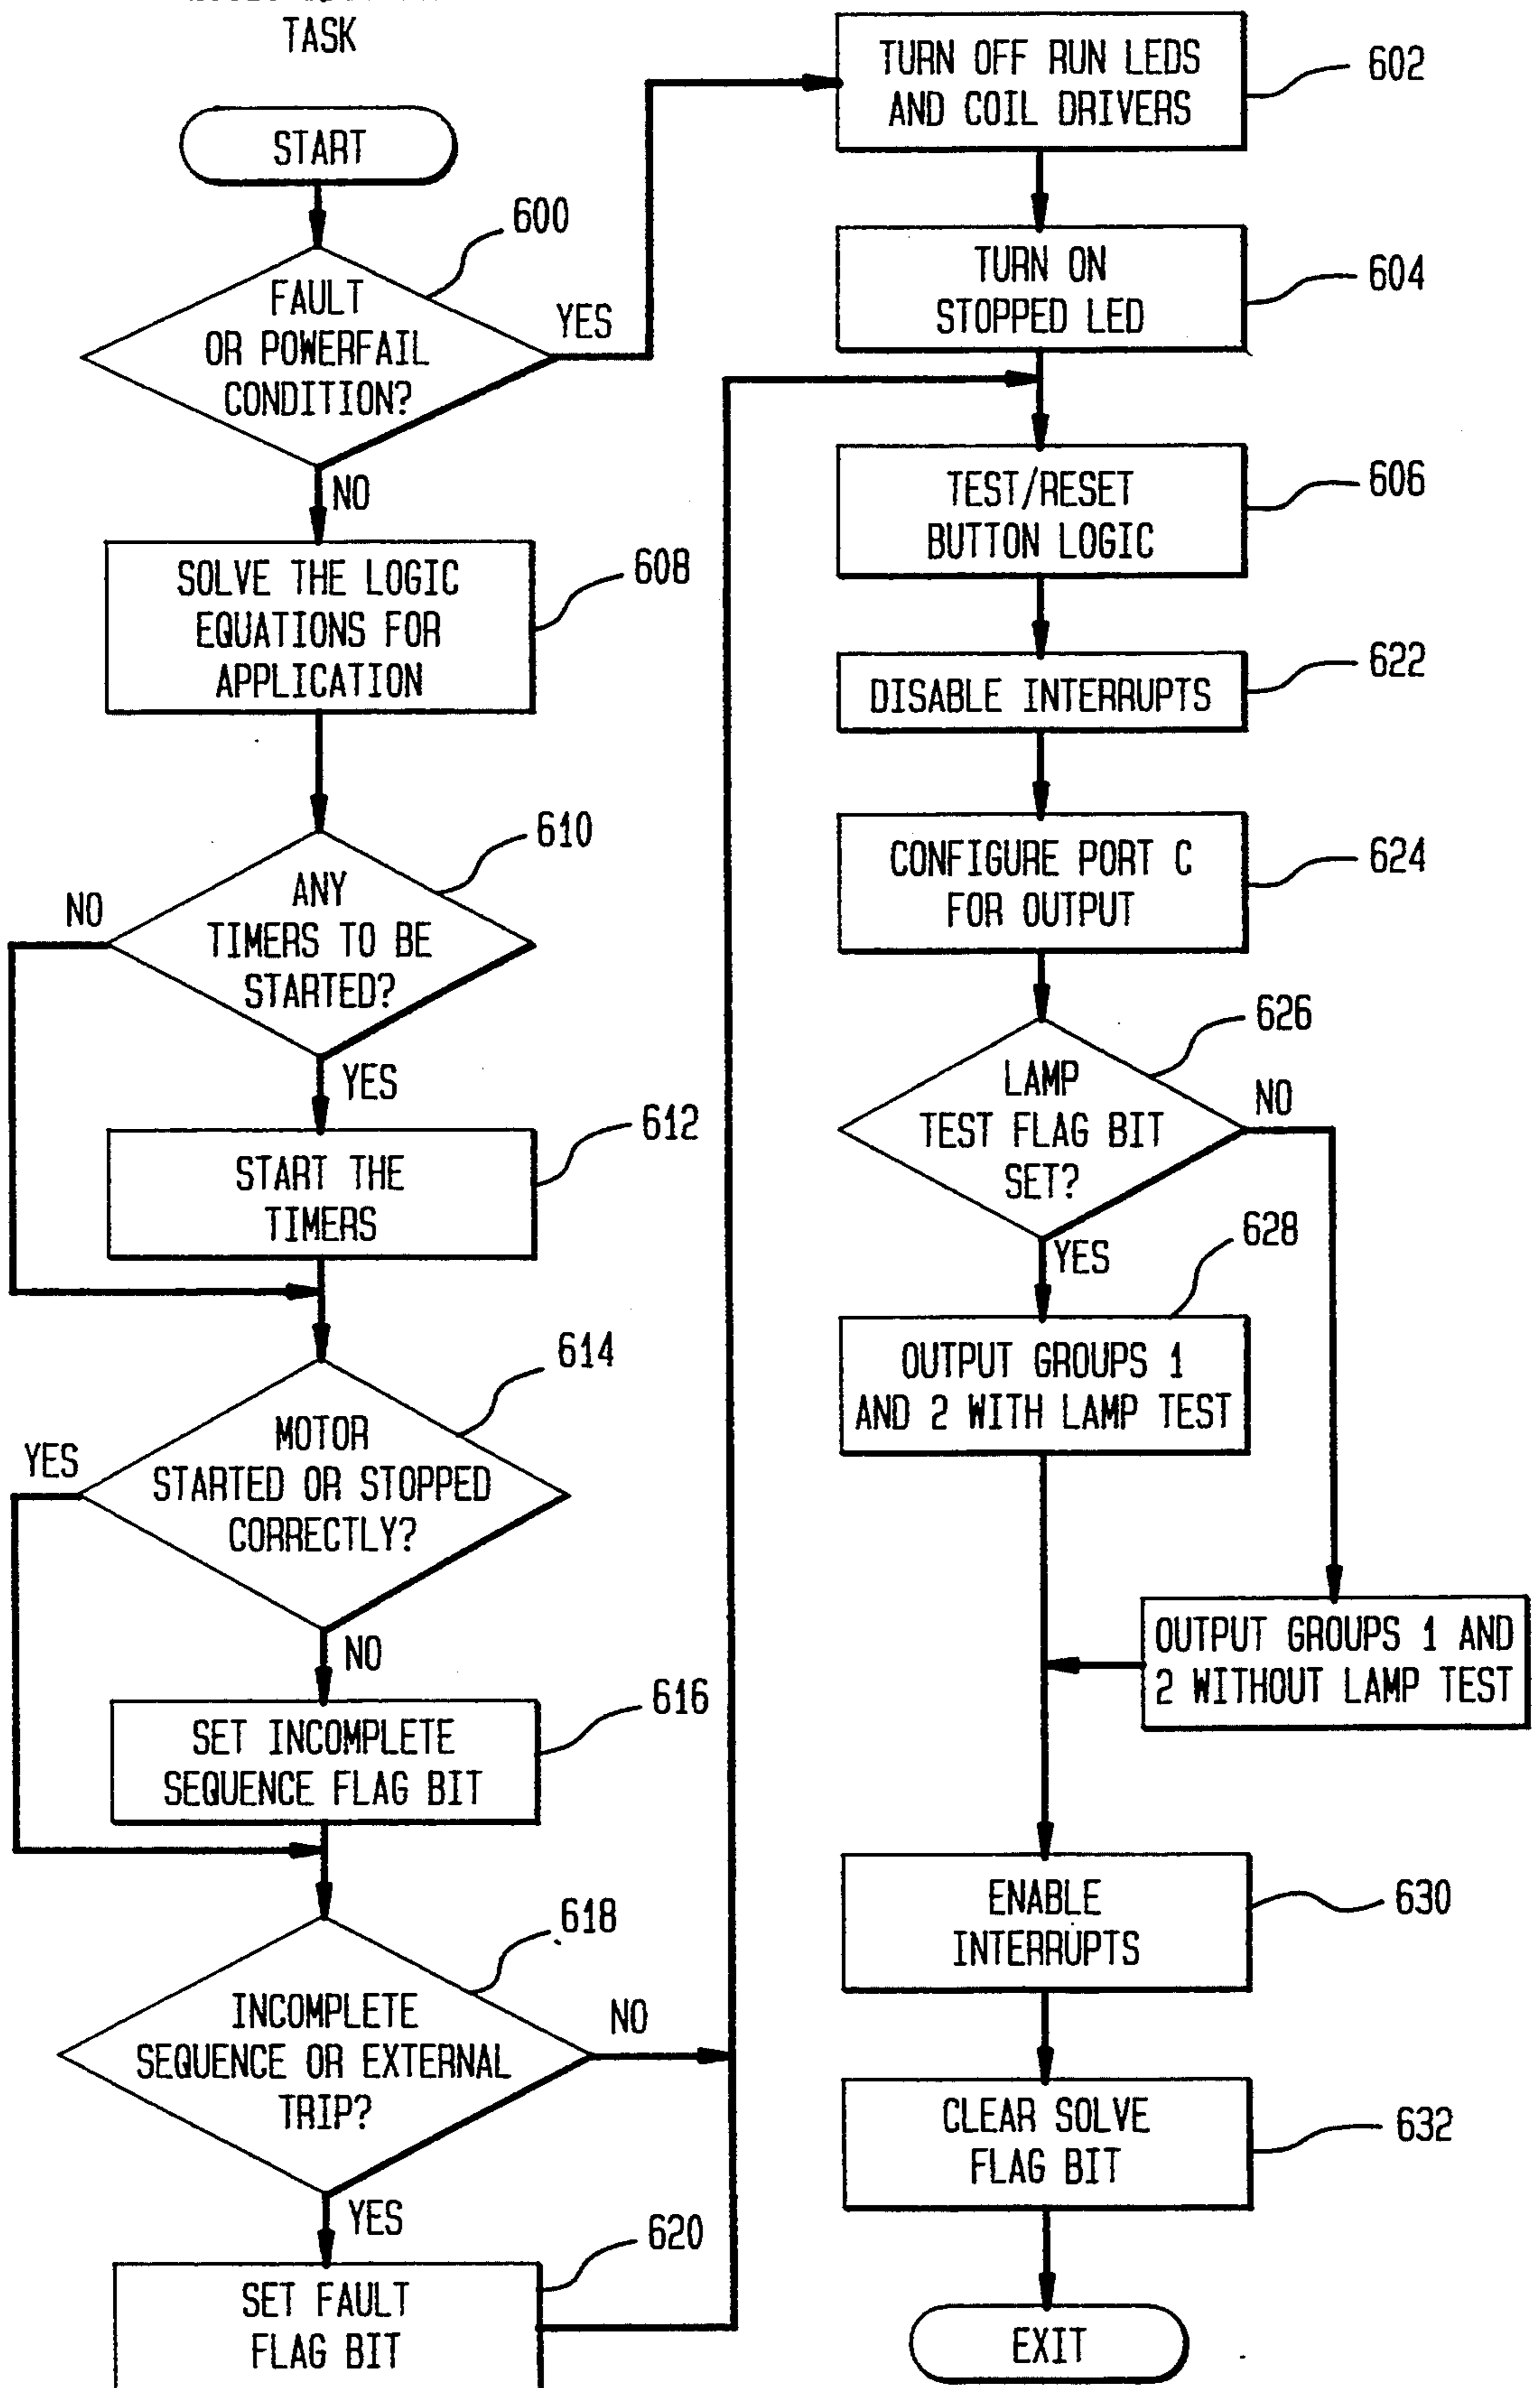 TASK
START
600
FAULT
OR POWERFAIL
CONDITION?
YES
NO
SOLVE THE LOGIC
EQUATIONS FOR
APPLICATION
608
610
ANY
TIMERS TO BE
STARTED?
NO
YES
START THE
TIMERS
612
614
MOTOR
STARTED OR STOPPED
CORRECTLY?
YES
NO
SET INCOMPLETE
SEQUENCE FLAG BIT
616
618
INCOMPLETE
SEQUENCE OR EXTERNAL
TRIP?
NO
YES
620
SET FAULT
FLAG BIT
TURN OFF RUN LEDS
AND COIL DRIVERS
602
TURN ON
STOPPED LED
604
TEST/RESET
BUTTON LOGIC
606
DISABLE INTERRUPTS
622
CONFIGURE PORT C
FOR OUTPUT
624
626
LAMP
TEST FLAG BIT
SET?
NO
YES
628
OUTPUT GROUPS 1
AND 2 WITH LAMP TEST
OUTPUT GROUPS 1 AND
2 WITHOUT LAMP TEST
ENABLE
INTERRUPTS
630
CLEAR SOLVE
FLAG BIT
632
EXIT